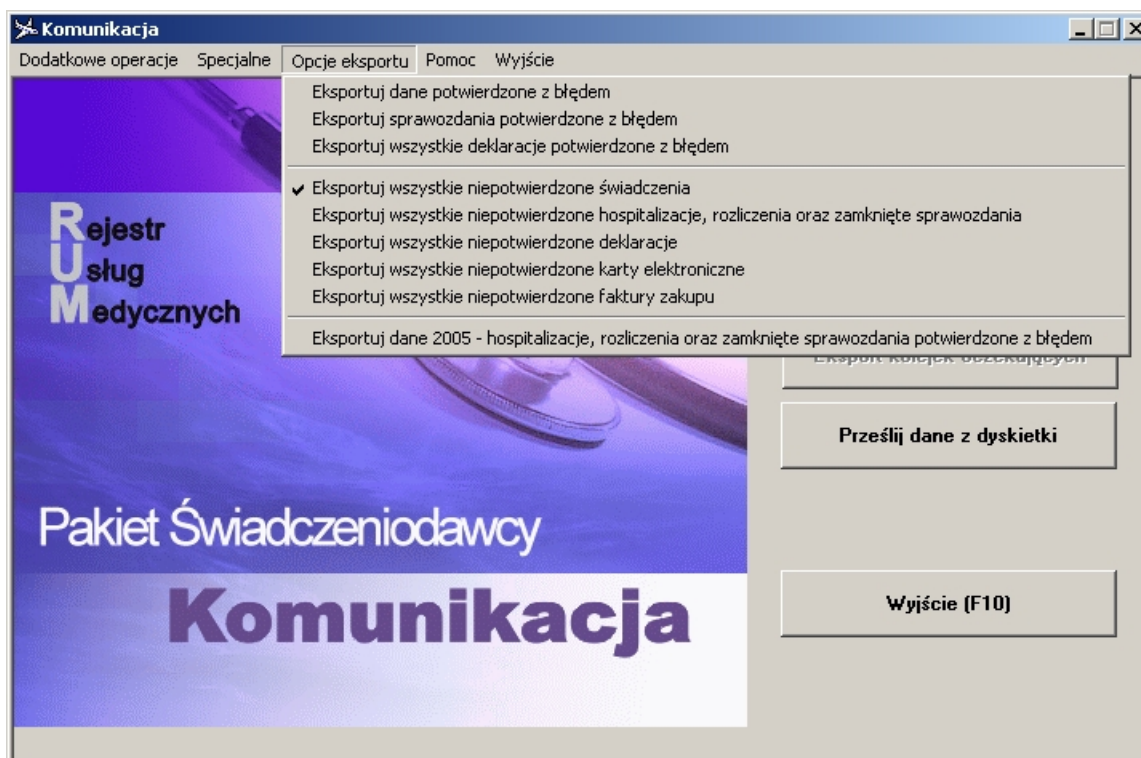 Komunikacja
Dodatkowe operacje Specjalne Opcje eksportu Pomoc Wyjście
Eksportuj dane potwierdzone z błędem
Eksportuj sprawozdania potwierdzone z błędem
Eksportuj wszystkie deklaracje potwierdzone z błędem
Eksportuj wszystkie niepotwierdzone świadczenia
Eksportuj wszystkie niepotwierdzone hospitalizacje, rozliczenia oraz zamknięte sprawozdania
Eksportuj wszystkie niepotwierdzone deklaracje
Eksportuj wszystkie niepotwierdzone karty elektroniczne
Eksportuj wszystkie niepotwierdzone faktury zakupu
Eksportuj dane 2005 - hospitalizacje, rozliczenia oraz zamknięte sprawozdania potwierdzone z błędem
Rejestr
Usług
Medycznych
Eksport kolejek oczekujących
Prześlij dane z dyskietki
Pakiet Świadczeniodawcy
Komunikacja
Wyjście (F10)